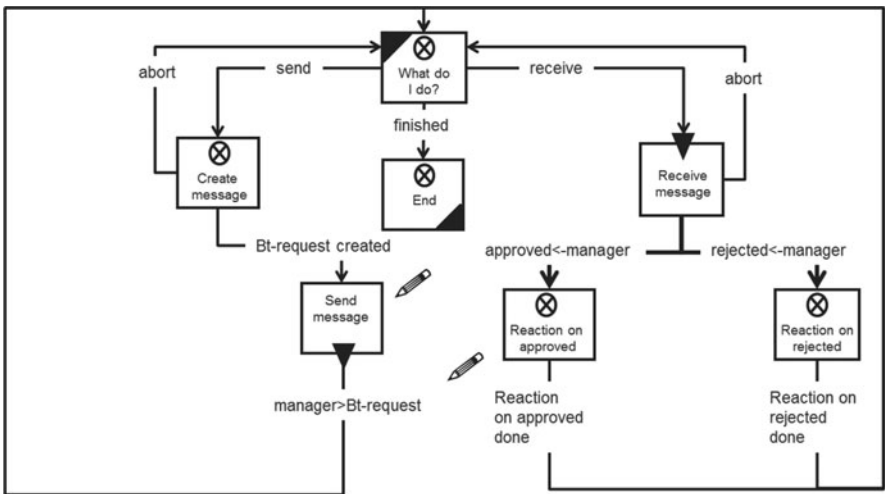 abort
send
What do
I do?
receive
abort
finished
Create
message
End
Receive
message
Bt-request created
approved<-manager
rejected<-manager
Send
message
Reaction on
approved
Reaction on
rejected
manager>Bt-request
Reaction
on approved
done
Reaction on
rejected
done